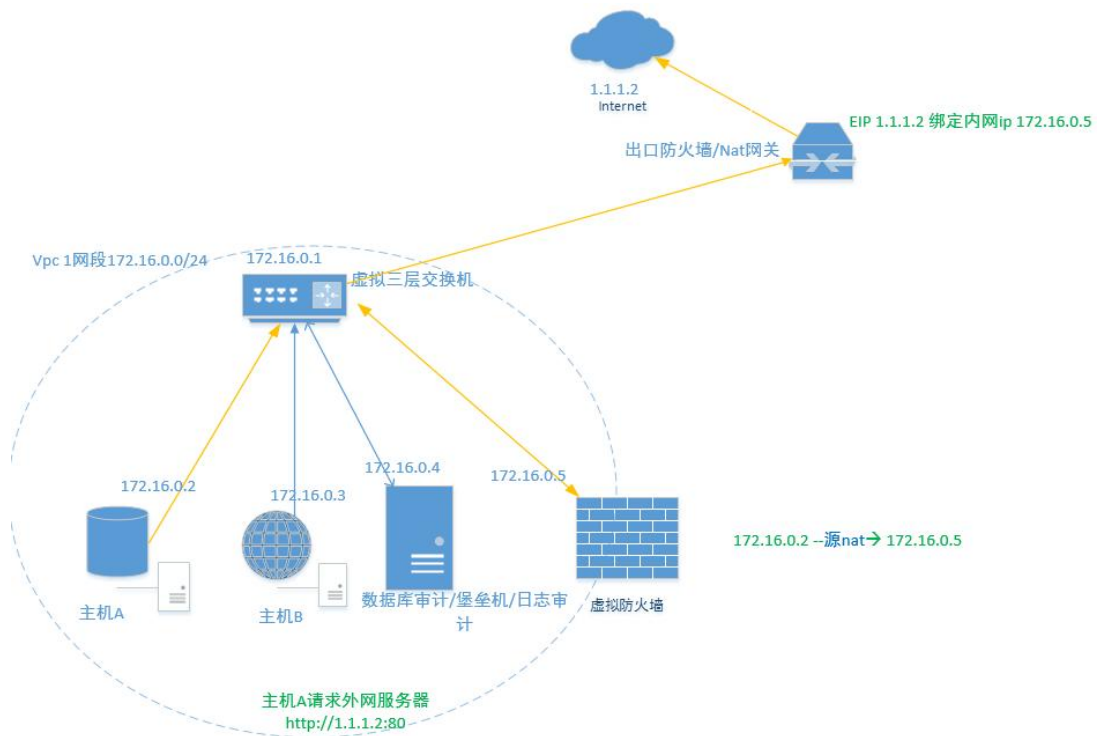 1.1.1.2
Internet
EIP 1.1.1.2 绑定内网ip 172.16.0.5
出口防火墙/Nat网关
Vpc 1网段172.16.0.0/24
172.16.0.1
虚拟三层交换机
172.16.0.2
172.16.0.3
172.16.0.4
172.16.0.5
172.16.0.2 --源nat→ 172.16.0.5
主机A
主机B
数据库审计/堡垒机/日志审
计
虚拟防火墙
主机A请求外网服务器
http://1.1.1.2:80